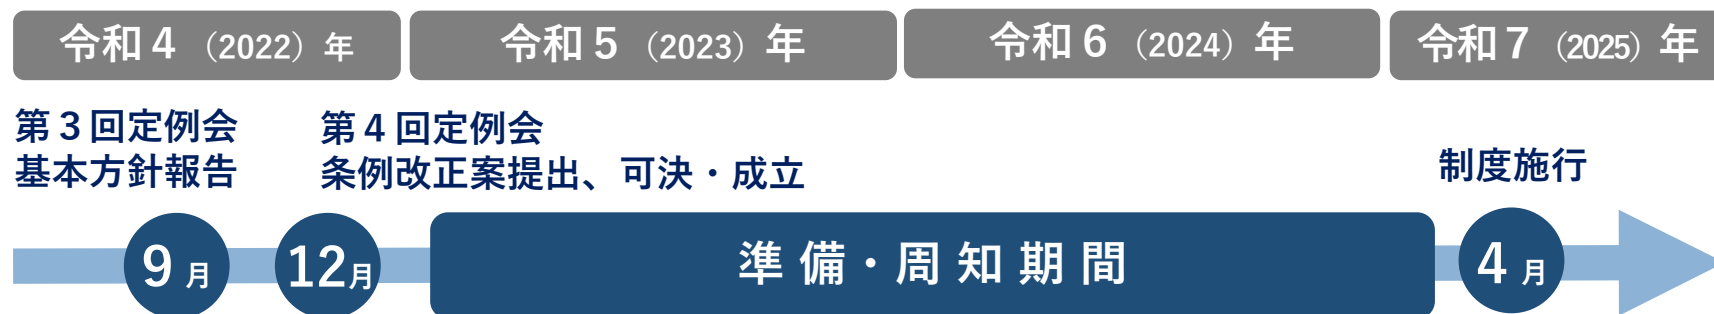 令和４（2022）年
令和５（2023）年
令和６（2024）年
令和７（2025）年
第３回定例会
基本方針報告
第４回定例会
条例改正案提出、可決・成立
制度施行
9月
12月
準備・周知期間
4月